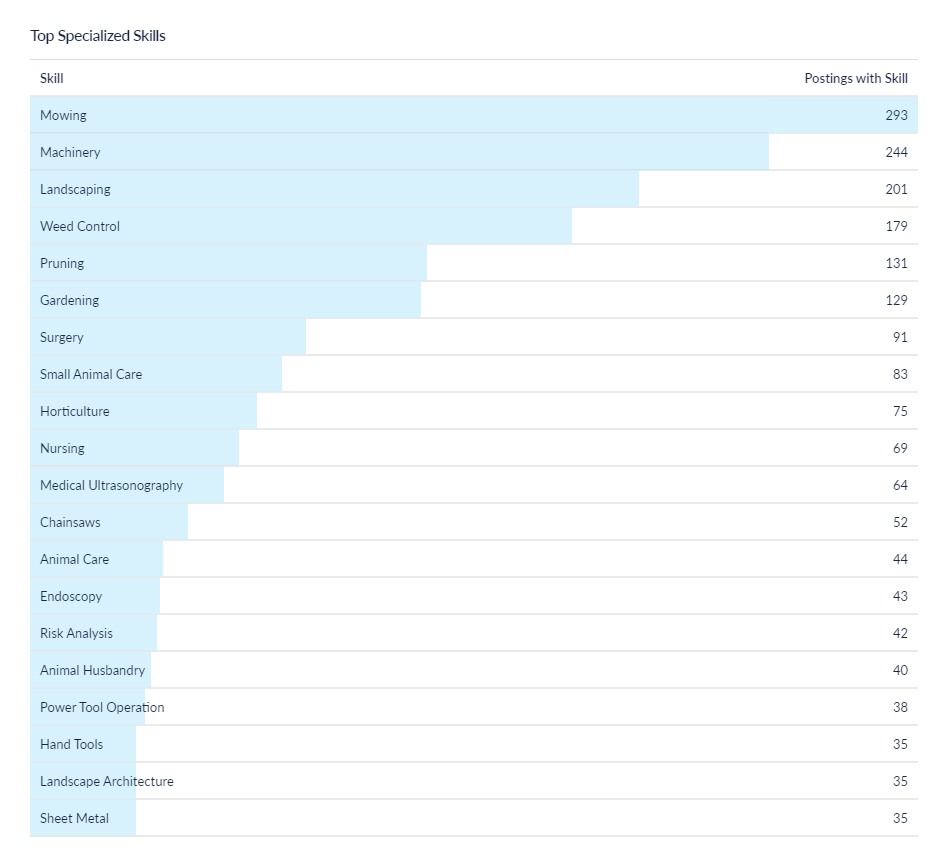 Top Specialized Skills
Skill Postings with Skill
Mowing 293
Machinery 244
Landscaping 201
Weed Control 179
Pruning 131
Gardening 129
Surgery 91
Small Animal Care 83
Horticulture 75
Nursing 69
Medical Ultrasonography 64
Chainsaws 52
Animal Care 44
Endoscopy 43
Risk Analysis 42
Animal Husbandry 40
Power Tool Operation 38
Hand Tools 35
Landscape Architecture 35
Sheet Metal 35